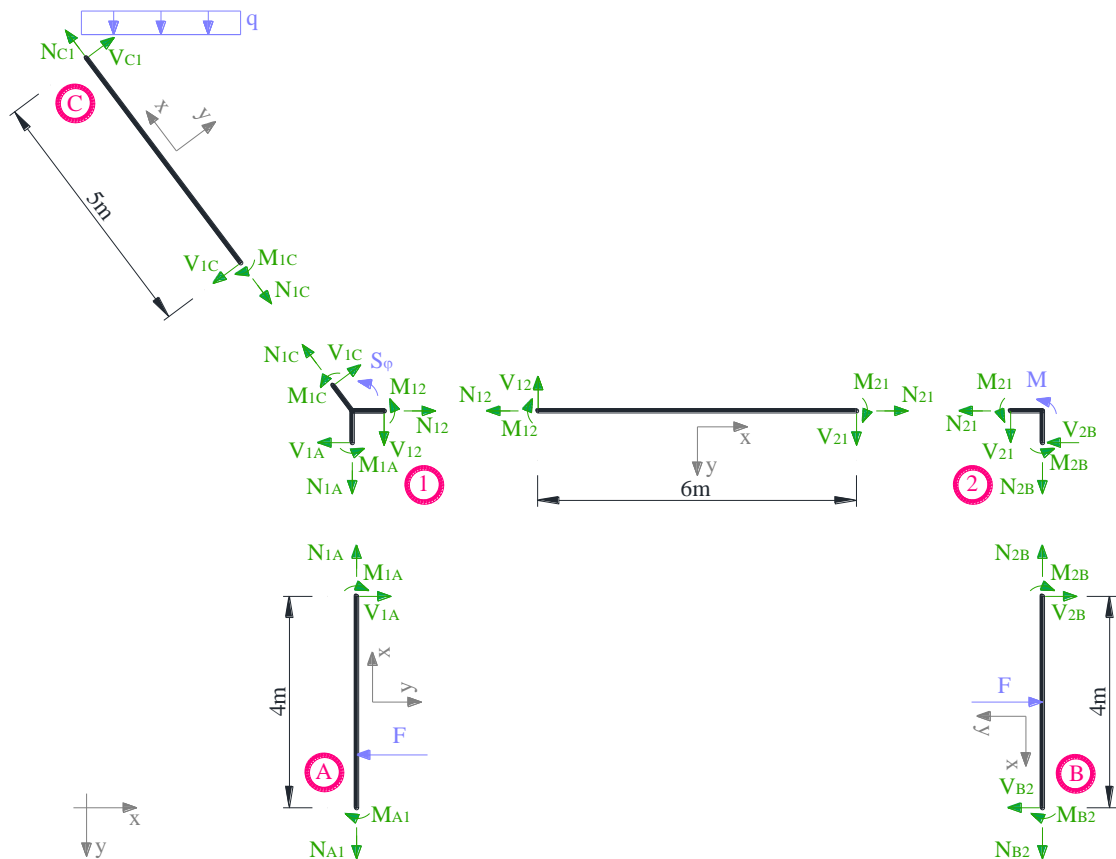 q
NC1
VC1
C
x
y
5m
V1C
M1C
N1C
N1C
V1C
Sφ
M1C
M12
N12
V1A
M1A
V12
N1A
1
N12
V12
M12
M21
N21
V21
x
y
6m
M21
M
N21
V21
V2B
M2B
N2B
2
N1A
M1A
V1A
4m
x
y
F
A
MA1
NA1
N2B
M2B
V2B
F
4m
y
x
VB2
B
MB2
NB2
x
y